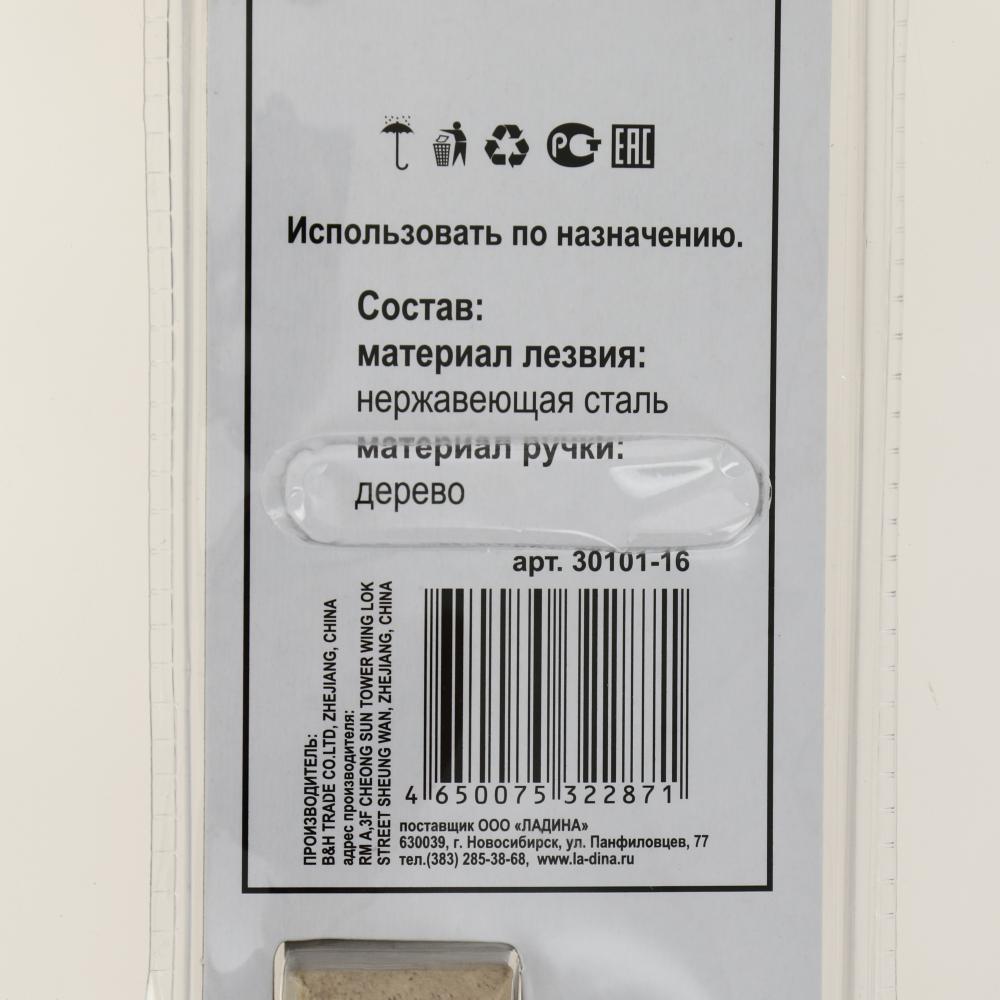 РСТ EAC
Использовать по назначению.
Состав:
материал лезвия:
нержавеющая сталь
материал ручки:
дерево
арт. 30101-16
ПРОИЗВОДИТЕЛЬ:
B&H TRADE CO.LTD, ZHEJIANG, CHINA
адрес производителя:
RM A,3F CHEONG SUN TOWER WING LOK
STREET SHEUNG WAN, ZHEJIANG, CHINA
4 650075 322871
поставщик ООО «ЛАДИНА»
630039, г. Новосибирск, ул. Панфиловцев, 77
тел.(383) 285-38-68, www.la-dina.ru